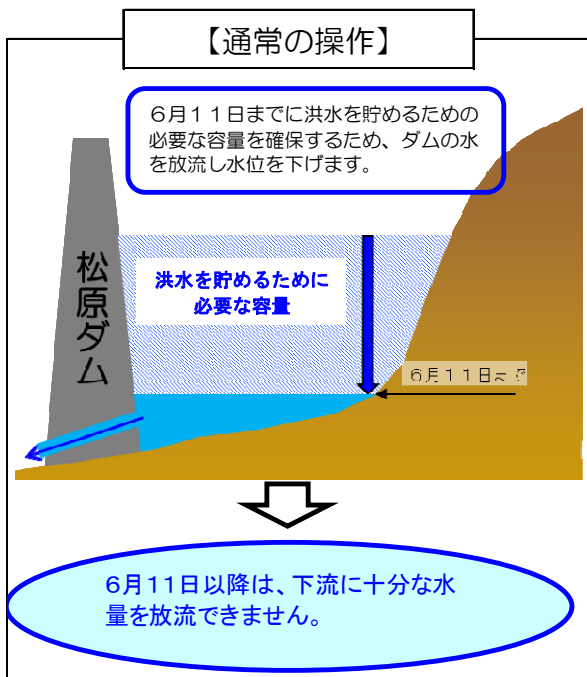 【通常の操作】
6月11日までに洪水を貯めるための
必要な容量を確保するため、ダムの水
を放流し水位を下げます。
松原ダム
洪水を貯めるために
必要な容量
6月11日まで
6月11日以降は、下流に十分な水
量を放流できません。